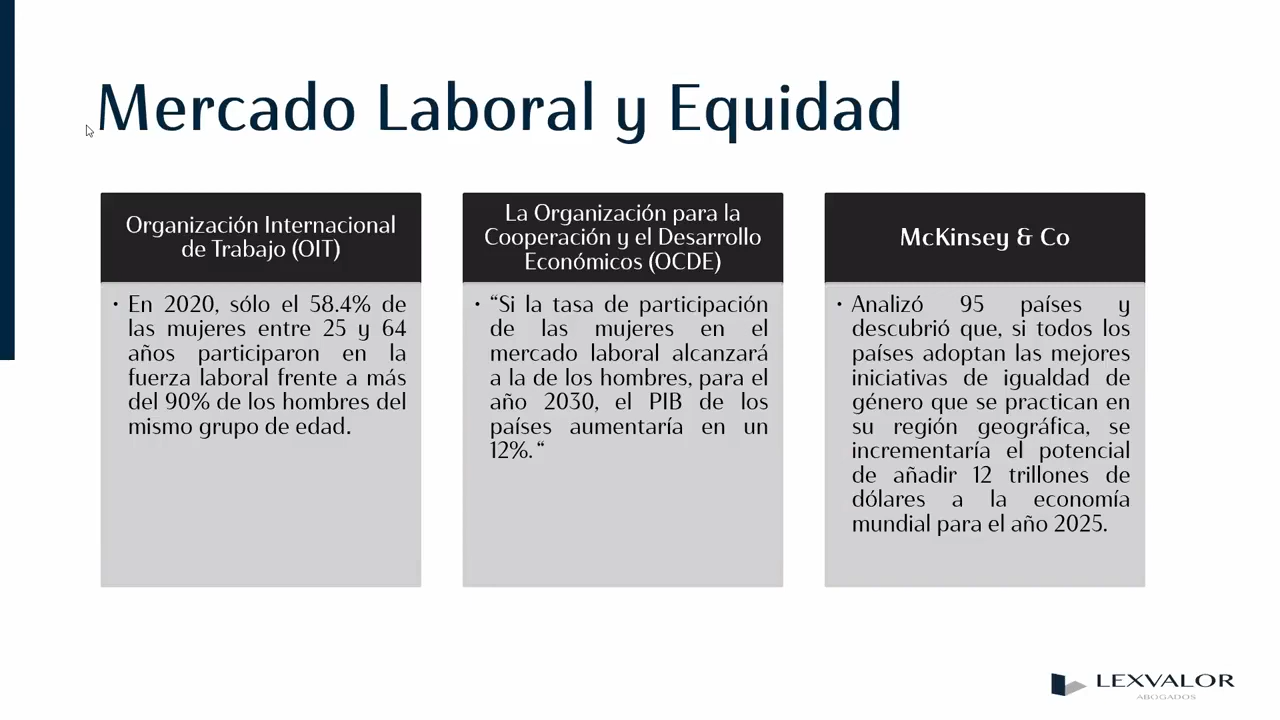 Mercado Laboral y Equidad
Organización Internacional
de Trabajo (OIT)
• En 2020, sólo el 58.4% de
las mujeres entre 25 y 64
años participaron en la
fuerza laboral frente a más
del 90% de los hombres del
mismo grupo de edad.
La Organización para la
Cooperación y el Desarrollo
Económicos (OCDE)
• “Si la tasa de participación
de las mujeres en el
mercado laboral alcanzará
a la de los hombres, para el
año 2030, el PIB de los
países aumentaría en un
12%. “
McKinsey & Co
• Analizó 95 países y
descubrió que, si todos los
países adoptan las mejores
iniciativas de igualdad de
género que se practican en
su región geográfica, se
incrementaría el potencial
de añadir 12 trillones de
dólares a la economía
mundial para el año 2025.
LEXVALOR
ABOGADOS